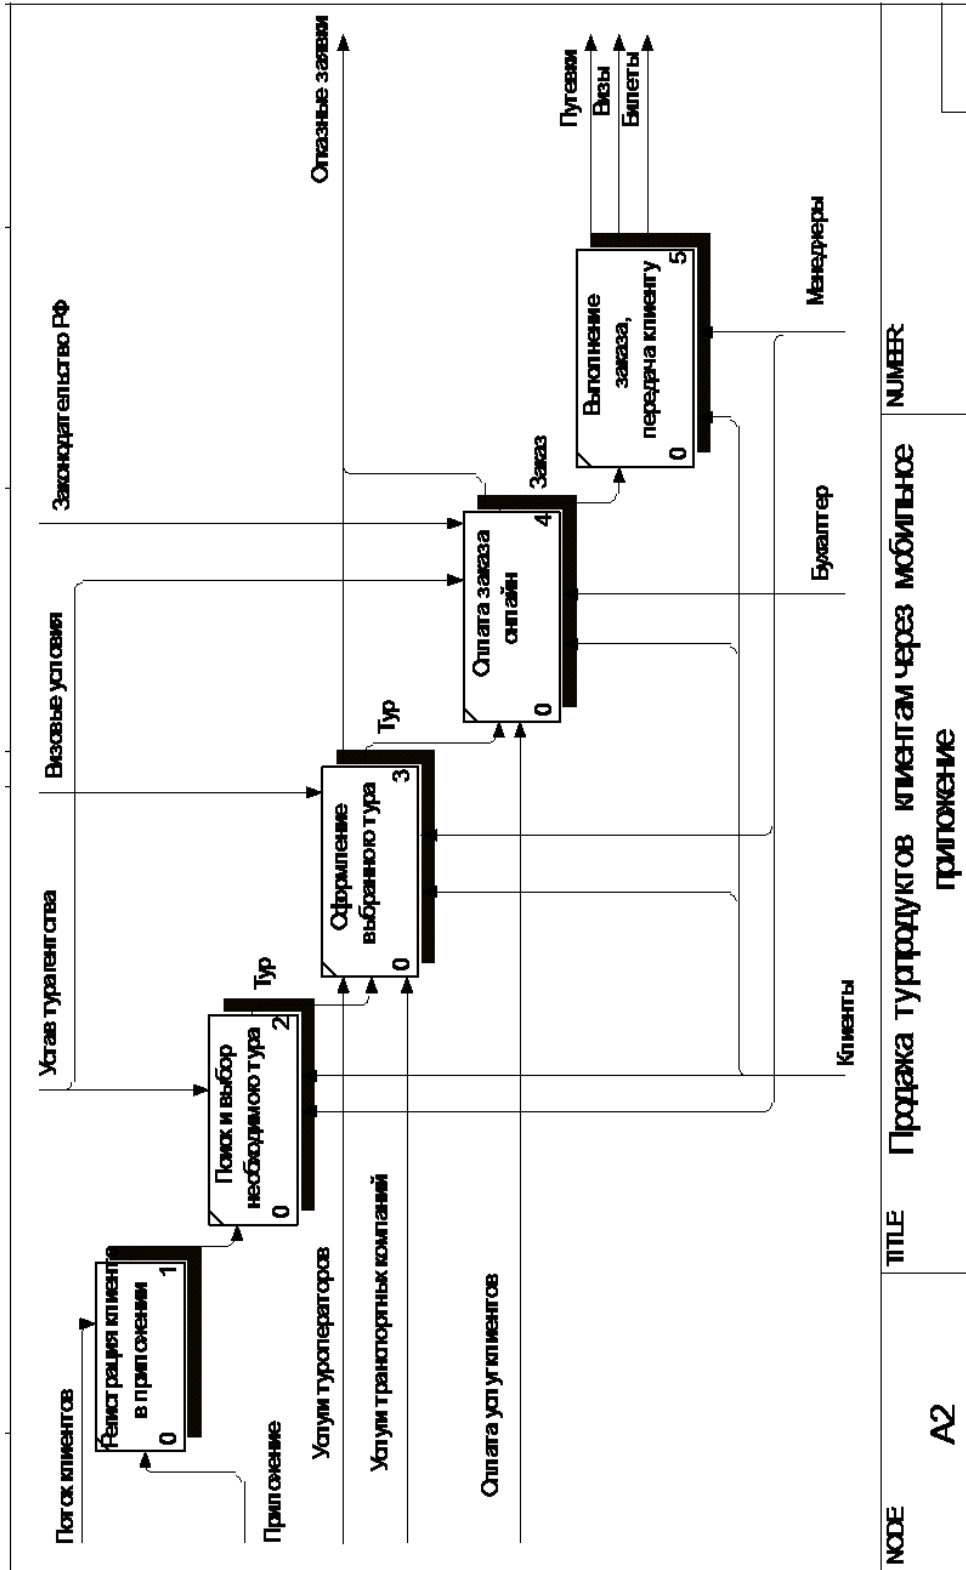 Устав турагентства
Визовые условия
Законодательство РФ
Поток клиентов
Регистрация клиента
в приложении
0
1
Приложение
Поиск и выбор
необходимого тура
0
2
Тур
Отказные заявки
Услуги туроператоров
Оформление
выбранного тура
0
3
Тур
Услуги транспортных компаний
Оплата заказа
онлайн
0
4
Заказ
Оплата услуг клиентов
Путевки
Визы
Билеты
Выполнение
заказа,
передача клиенту
0
5
Клиенты
Бухгалтер
Менеджеры
NODE:
A2
TITLE:
Продажа турпродуктов клиентам через мобильное
приложение
NUMBER: